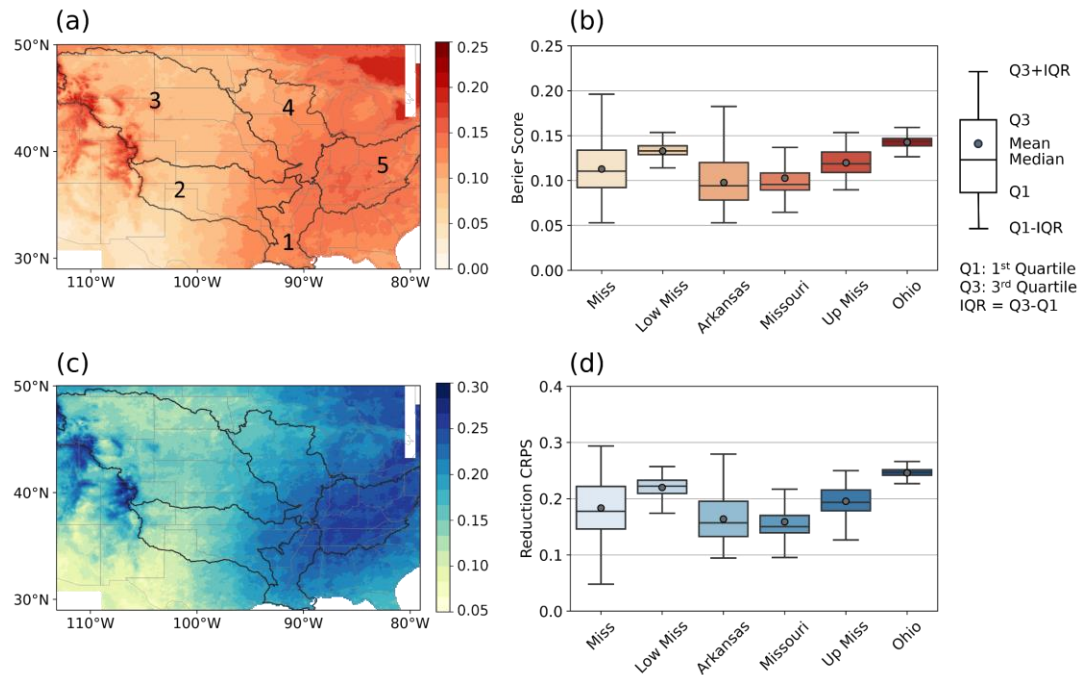 (a)
50°N
40°N
30°N
110°W
100°W
90°W
80°W
1
2
3
4
5
0.25
0.20
0.15
0.10
0.05
0.00
(b)
0.25
0.20
0.15
0.10
0.05
0.00
Berier Score
Miss
Low Miss
Arkansas
Missouri
Up Miss
Ohio
Q3+IQR
Q3
Mean
Median
Q1
Q1-IQR
Q1: 1st Quartile
Q3: 3rd Quartile
IQR = Q3-Q1
(c)
50°N
40°N
30°N
110°W
100°W
90°W
80°W
0.30
0.25
0.20
0.15
0.10
0.05
(d)
0.4
0.3
0.2
0.1
0.0
Reduction CRPS
Miss
Low Miss
Arkansas
Missouri
Up Miss
Ohio